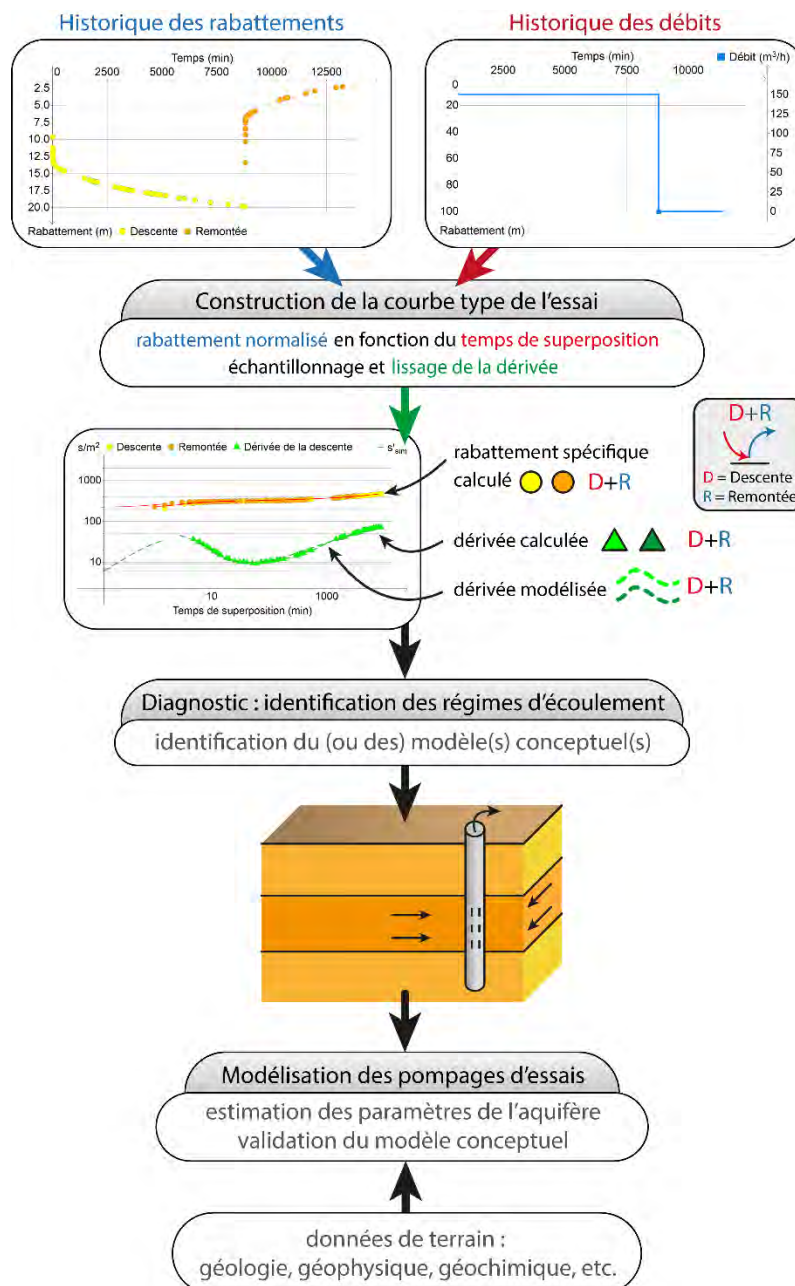 Historique des rabattements
Temps (min)
0 2500 5000 7500 10000 12500
2.5
5.0
10.0
15.0
17.5
20.0
Rabattement (m) Descente Remontée
Historique des débits
Temps (min)
Débit (m³/h)
2500 5000 7500 10000
0
20
40
60
80
100
150
125
100
75
50
25
0
Rabattement (m)
Construction de la courbe type de l'essai
rabattement normalisé en fonction du temps de superposition
échantillonnage et lissage de la dérivée
s/m² Descente Remontée Dérivée de la descente s'sim
1000
100
10
10 1000
Temps de superposition (min)
rabattement spécifique
calculé D+R
dérivée calculée D+R
dérivée modélisée D+R
D+R
D = Descente
R = Remontée
Diagnostic : identification des régimes d'écoulement
identification du (ou des) modèle(s) conceptuel(s)
Modélisation des pompages d'essais
estimation des paramètres de l'aquifère
validation du modèle conceptuel
données de terrain :
géologie, géophysique, géochimique, etc.